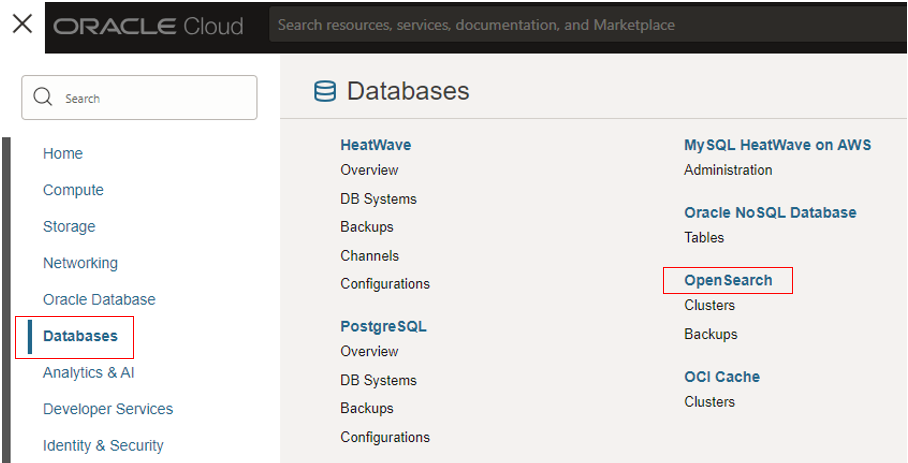 ORACLE Cloud
Search resources, services, documentation, and Marketplace
Search
Home
Compute
Storage
Networking
Oracle Database
Databases
Analytics & AI
Developer Services
Identity & Security
Databases
HeatWave
Overview
DB Systems
Backups
Channels
Configurations
PostgreSQL
Overview
DB Systems
Backups
Configurations
MySQL HeatWave on AWS
Administration
Oracle NoSQL Database
Tables
OpenSearch
Clusters
Backups
OCI Cache
Clusters